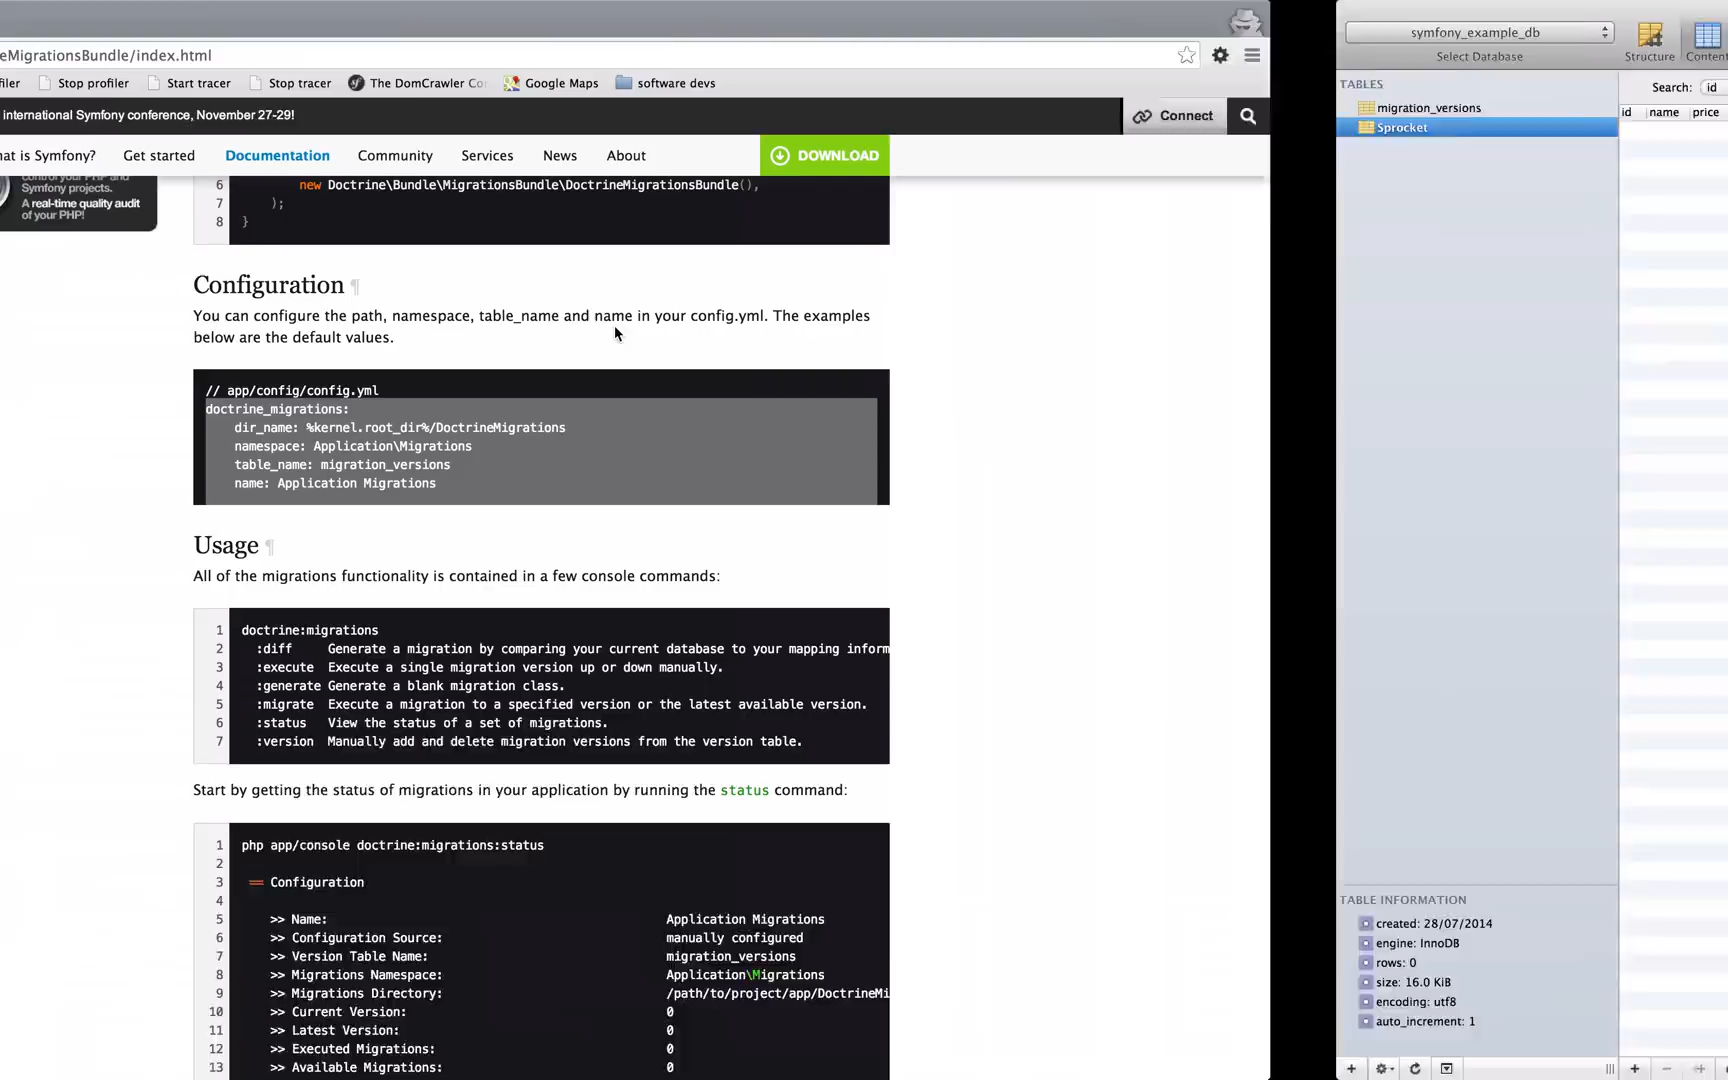 eMigrationsBundle/index.html
filer
Stop profiler
Start tracer
Stop tracer
The DomCrawler Co
Google Maps
software devs
international Symfony conference, November 27-29!
Connect
at is Symfony?
Get started
Documentation
Community
Services
News
About
DOWNLOAD
control your PHP and
Symfony projects.
A real-time quality audit
of your PHP!
6 new Doctrine\Bundle\MigrationsBundle\DoctrineMigrationsBundle(),
7 );
8 }
Configuration ¶
You can configure the path, namespace, table_name and name in your config.yml. The examples
below are the default values.
// app/config/config.yml
doctrine_migrations:
dir_name: %kernel.root_dir%/DoctrineMigrations
namespace: Application\Migrations
table_name: migration_versions
name: Application Migrations
Usage ¶
All of the migrations functionality is contained in a few console commands:
1 doctrine:migrations
2 :diff Generate a migration by comparing your current database to your mapping inform
3 :execute Execute a single migration version up or down manually.
4 :generate Generate a blank migration class.
5 :migrate Execute a migration to a specified version or the latest available version.
6 :status View the status of a set of migrations.
7 :version Manually add and delete migration versions from the version table.
Start by getting the status of migrations in your application by running the status command:
1 php app/console doctrine:migrations:status
2
3 == Configuration
4
5 >> Name: Application Migrations
6 >> Configuration Source: manually configured
7 >> Version Table Name: migration_versions
8 >> Migrations Namespace: Application\Migrations
9 >> Migrations Directory: /path/to/project/app/DoctrineMi
10 >> Current Version: 0
11 >> Latest Version: 0
12 >> Executed Migrations: 0
13 >> Available Migrations: 0
symfony_example_db
Select Database
Structure
Conten
TABLES
migration_versions
Sprocket
Search: id
id name price
TABLE INFORMATION
created: 28/07/2014
engine: InnoDB
rows: 0
size: 16.0 KiB
encoding: utf8
auto_increment: 1